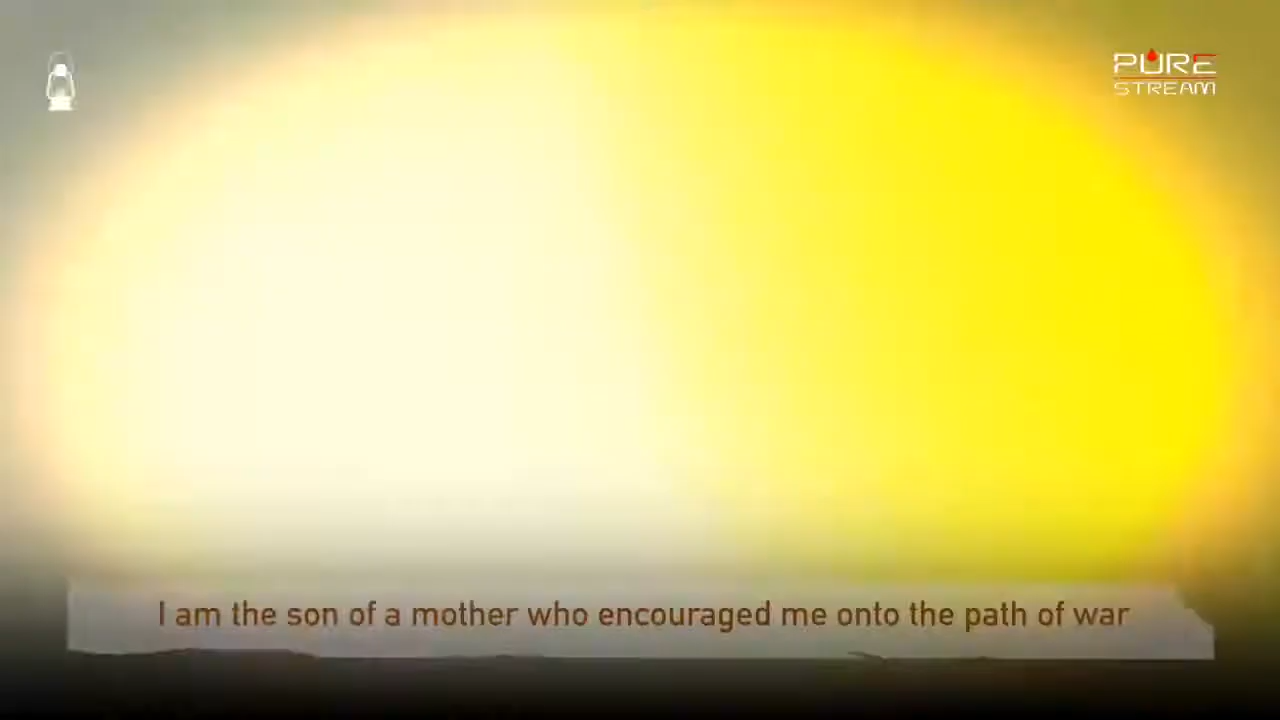 PURE
STREAM
I am the son of a mother who encouraged me onto the path of war